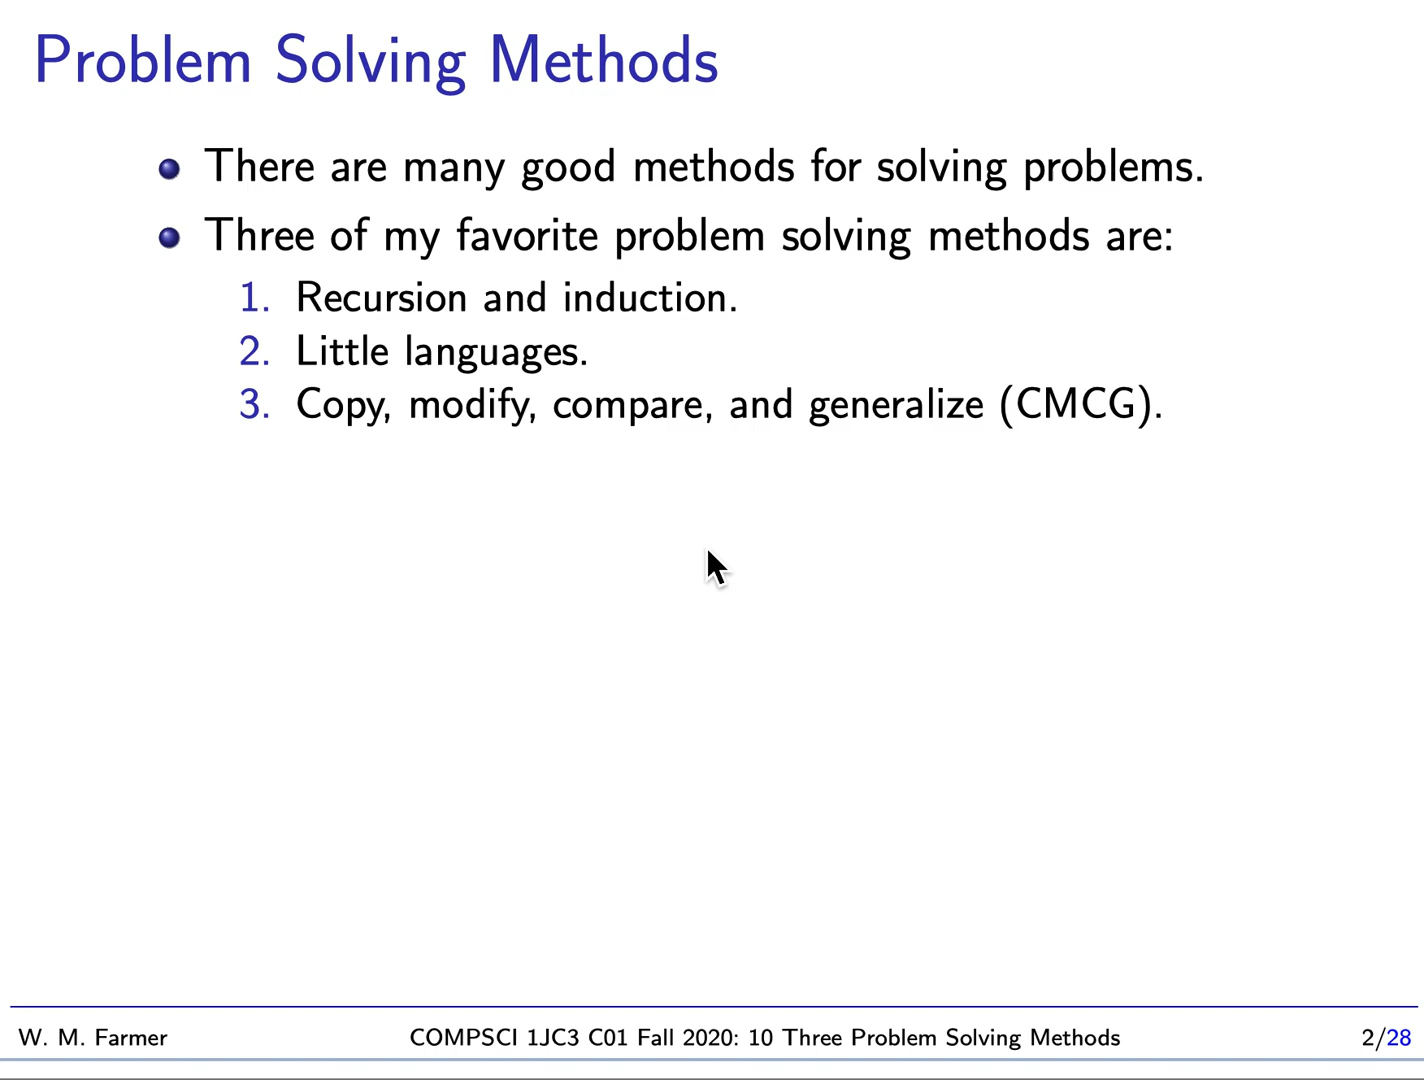 Problem Solving Methods
There are many good methods for solving problems.
Three of my favorite problem solving methods are:
1. Recursion and induction.
2. Little languages.
3. Copy, modify, compare, and generalize (CMCG).
W. M. Farmer COMPSCI 1JC3 C01 Fall 2020: 10 Three Problem Solving Methods 2/28